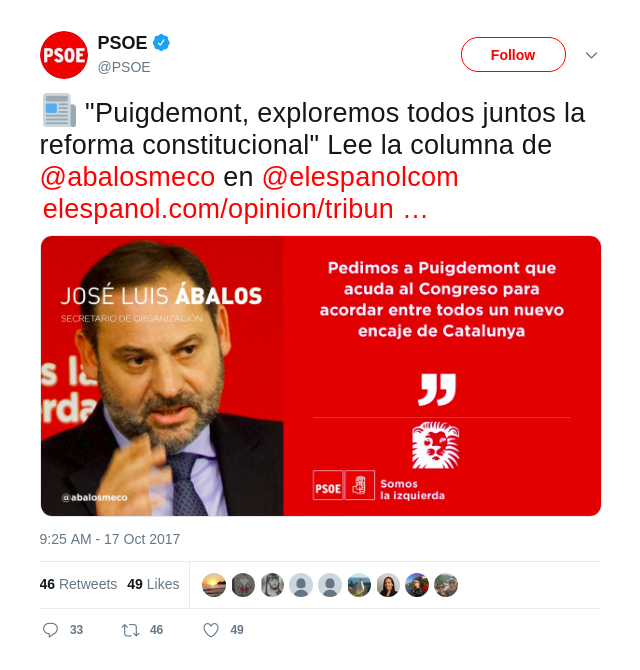 PSOE
PSOE
@PSOE
Follow
"Puigdemont, exploremos todos juntos la
reforma constitucional" Lee la columna de
@abalosmeco en @elespanolcom
elespanol.com/opinion/tribun …
JOSÉ LUIS ÁBALOS
SECRETARIO DE ORGANIZACIÓN
s la
rda
@abalosmeco
Pedimos a Puigdemont que
acuda al Congreso para
acordar entre todos un nuevo
encaje de Catalunya
”
PSOE
Somos
la izquierda
9:25 AM - 17 Oct 2017
46 Retweets 49 Likes
33 46 49